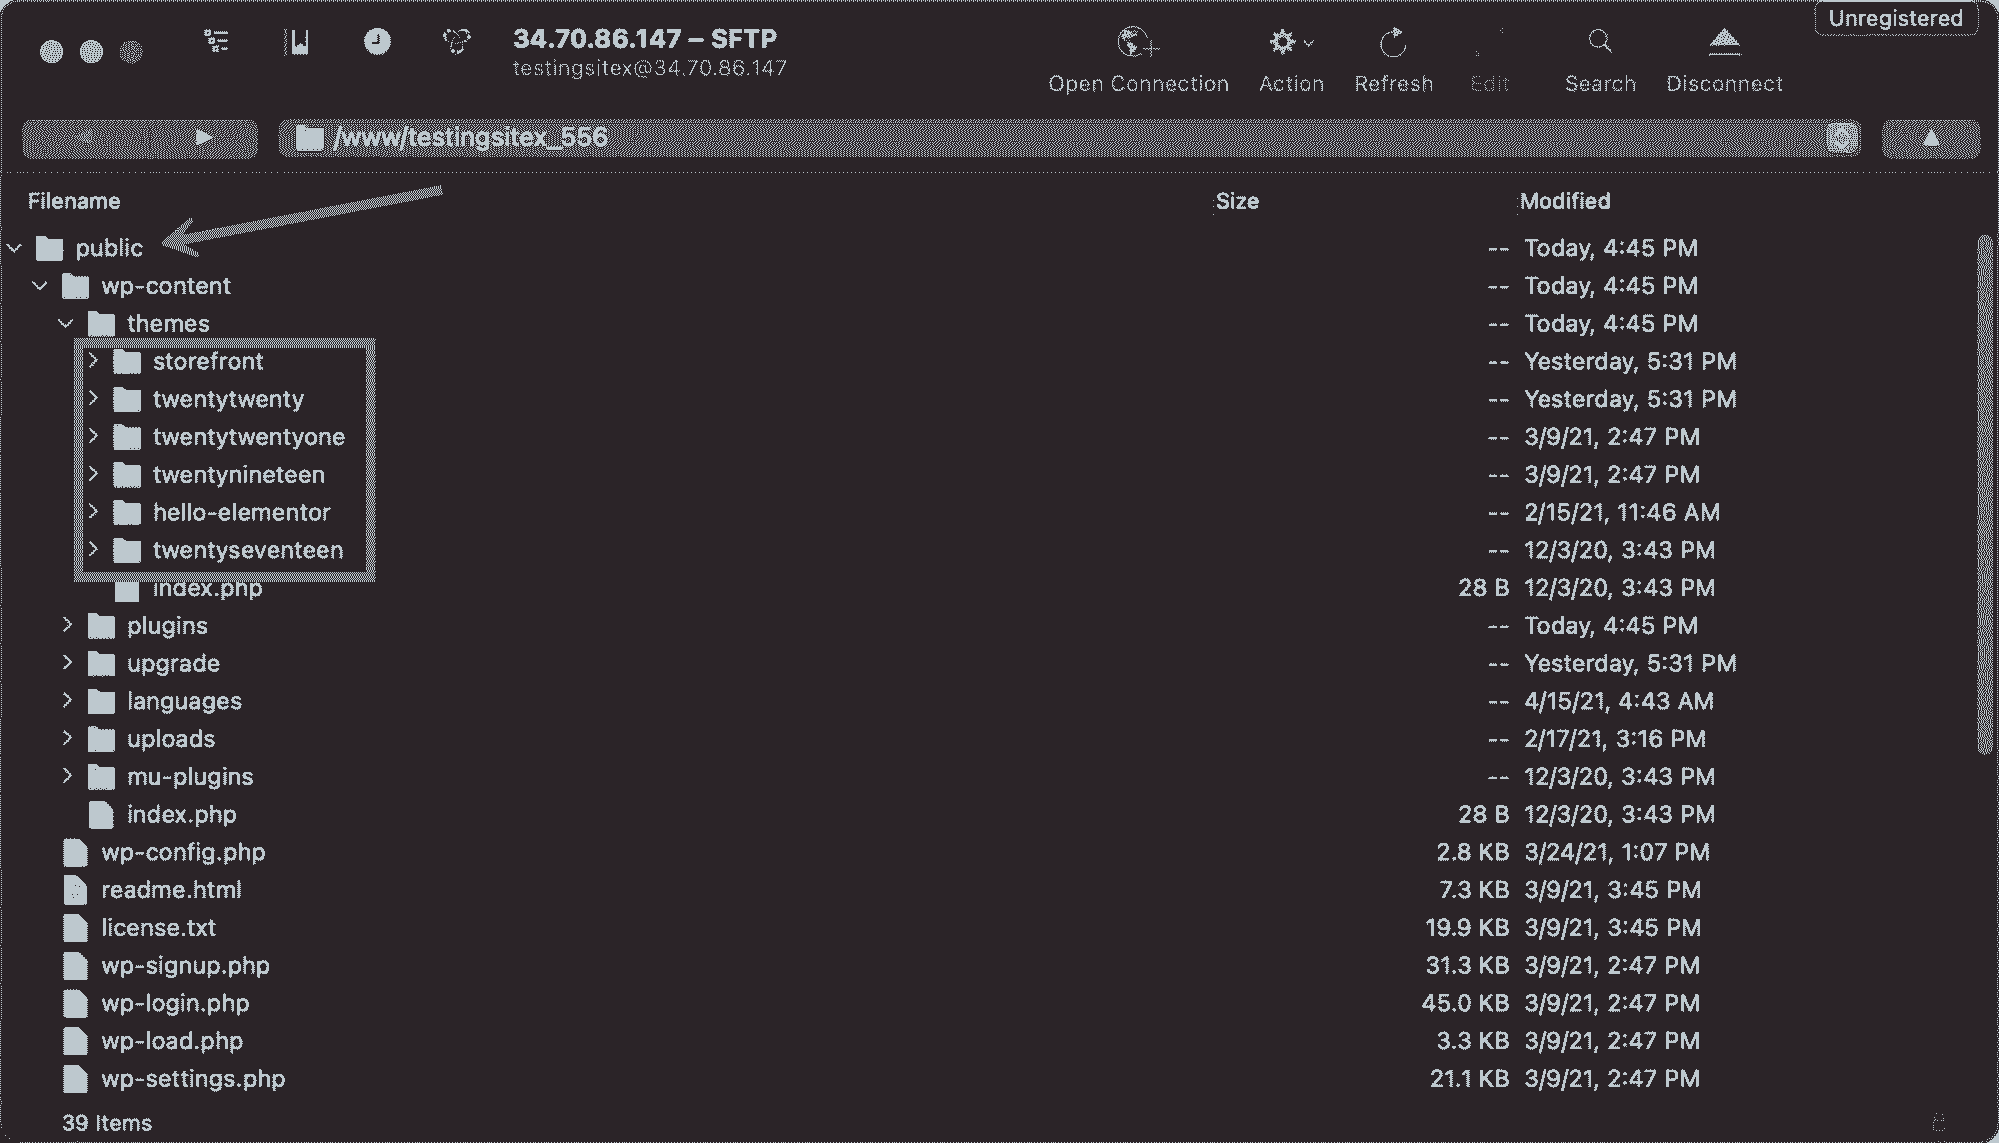 Unregistered
34.70.86.147 – SFTP
testingsitex@34.70.86.147
Open Connection Action Refresh Edit Search Disconnect
/www/testingsitex_556
Filename Size Modified
public -- Today, 4:45 PM
wp-content -- Today, 4:45 PM
themes -- Today, 4:45 PM
storefront -- Yesterday, 5:31 PM
twentytwenty -- Yesterday, 5:31 PM
twentytwentyone -- 3/9/21, 2:47 PM
twentynineteen -- 3/9/21, 2:47 PM
hello-elementor -- 2/15/21, 11:46 AM
twentyseventeen -- 12/3/20, 3:43 PM
index.php 28 B 12/3/20, 3:43 PM
plugins -- Today, 4:45 PM
upgrade -- Yesterday, 5:31 PM
languages -- 4/15/21, 4:43 AM
uploads -- 2/17/21, 3:16 PM
mu-plugins -- 12/3/20, 3:43 PM
index.php 28 B 12/3/20, 3:43 PM
wp-config.php 2.8 KB 3/24/21, 1:07 PM
readme.html 7.3 KB 3/9/21, 3:45 PM
license.txt 19.9 KB 3/9/21, 3:45 PM
wp-signup.php 31.3 KB 3/9/21, 2:47 PM
wp-login.php 45.0 KB 3/9/21, 2:47 PM
wp-load.php 3.3 KB 3/9/21, 2:47 PM
wp-settings.php 21.1 KB 3/9/21, 2:47 PM
39 Items